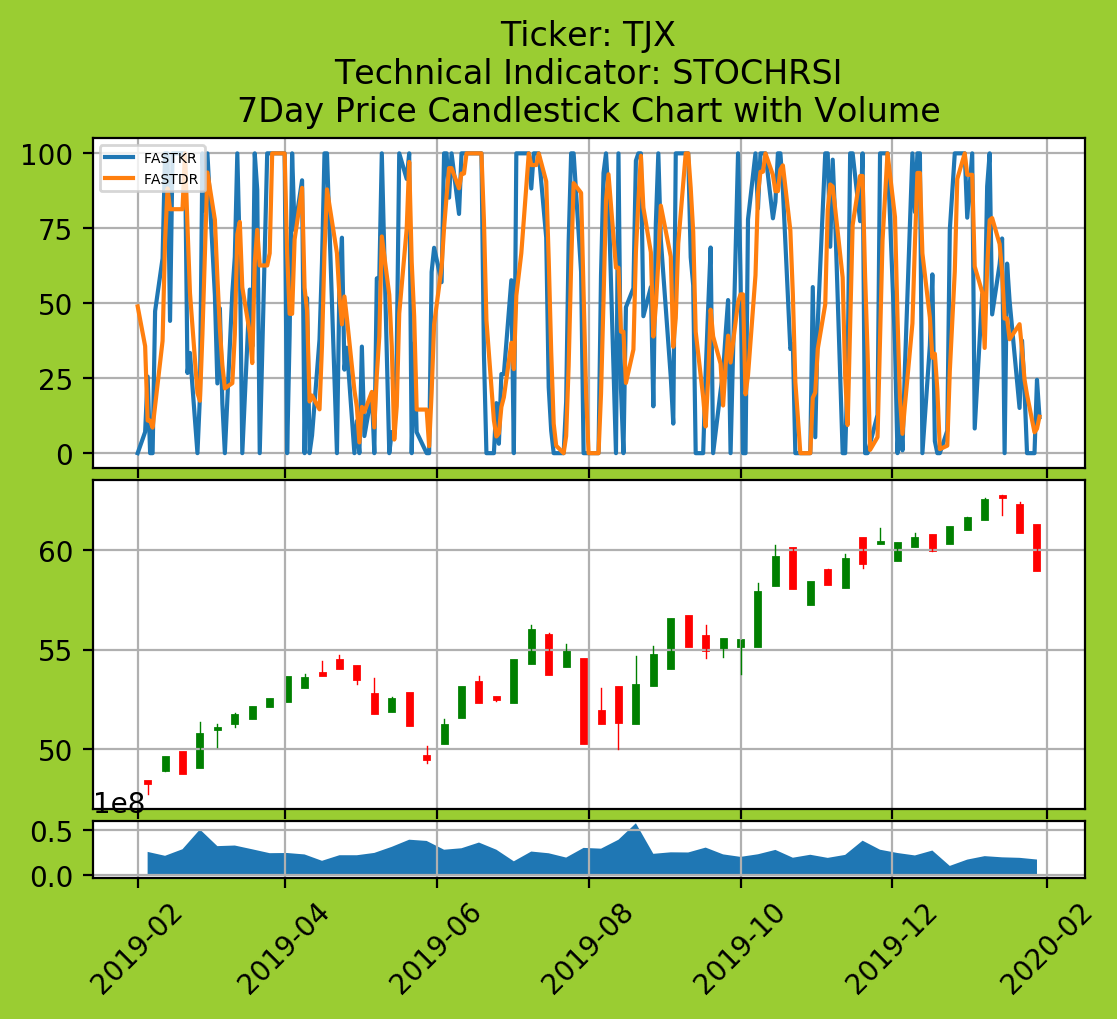 Ticker: TJX
Technical Indicator: STOCHRSI
7Day Price Candlestick Chart with Volume
100
75
50
25
0
FASTKR
FASTDR
60
55
50
1e8
0.5
0.0
2019-02
2019-04
2019-06
2019-08
2019-10
2019-12
2020-02